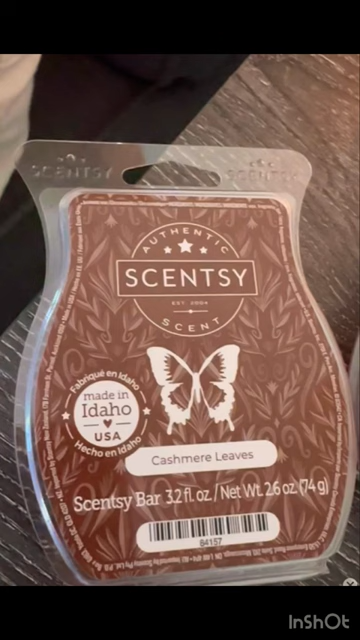 SCENTSY
SCENTSY
AUTHENTIC
SCENTSY
EST. 2004
SCENT
Fabriqué en Idaho
made in
Idaho
USA
Hecho en Idaho
Cashmere Leaves
Scentsy Bar 3.2 fl. oz. / Net Wt. 2.6 oz. (74 g)
64157
InShOt